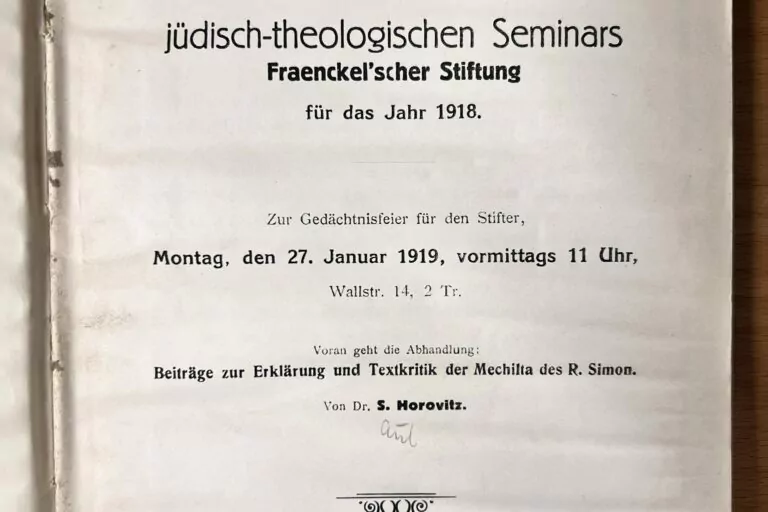 jüdisch-theologischen Seminars
Fraenckel'scher Stiftung
für das Jahr 1918.
Zur Gedächtnisfeier für den Stifter,
Montag, den 27. Januar 1919, vormittags 11 Uhr,
Wallstr. 14, 2 Tr.
Voran geht die Abhandlung:
Beiträge zur Erklärung und Textkritik der Mechilta des R. Simon.
Von Dr. S. Horovitz.